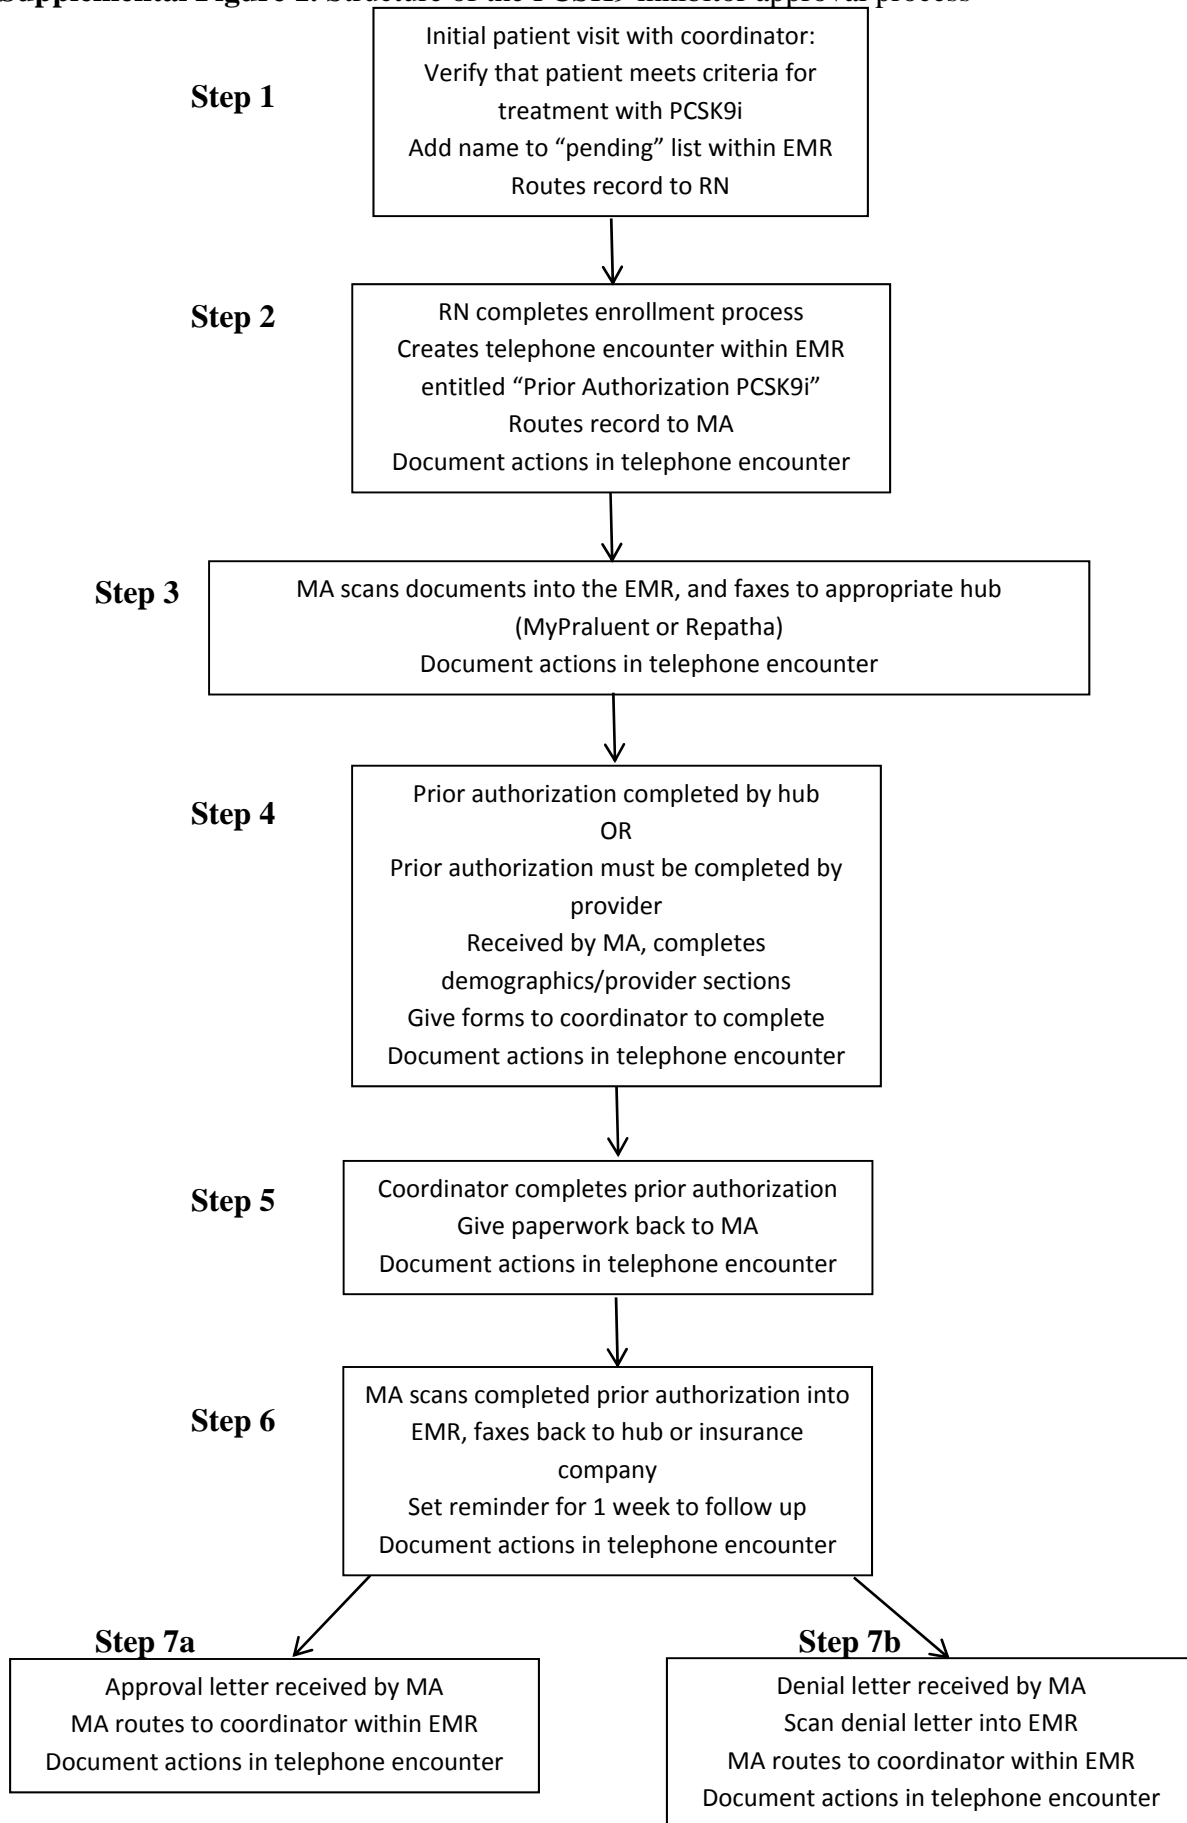 Supplemental Figure 1. Structure of the PCSK9 inhibitor approval process
Initial patient visit with coordinator:
Verify that patient meets criteria for
treatment with PCSK9i
Add name to “pending” list within EMR
Routes record to RN
Step 1
Step 2
RN completes enrollment process
Creates telephone encounter within EMR
entitled “Prior Authorization PCSK9i”
Routes record to MA
Document actions in telephone encounter
Step 3
MA scans documents into the EMR, and faxes to appropriate hub
(MyPraluent or Repatha)
Document actions in telephone encounter
Step 4
Prior authorization completed by hub
OR
Prior authorization must be completed by
provider
Received by MA, completes
demographics/provider sections
Give forms to coordinator to complete
Document actions in telephone encounter
Step 5
Coordinator completes prior authorization
Give paperwork back to MA
Document actions in telephone encounter
Step 6
MA scans completed prior authorization into
EMR, faxes back to hub or insurance
company
Set reminder for 1 week to follow up
Document actions in telephone encounter
Step 7a
Approval letter received by MA
MA routes to coordinator within EMR
Document actions in telephone encounter
Step 7b
Denial letter received by MA
Scan denial letter into EMR
MA routes to coordinator within EMR
Document actions in telephone encounter